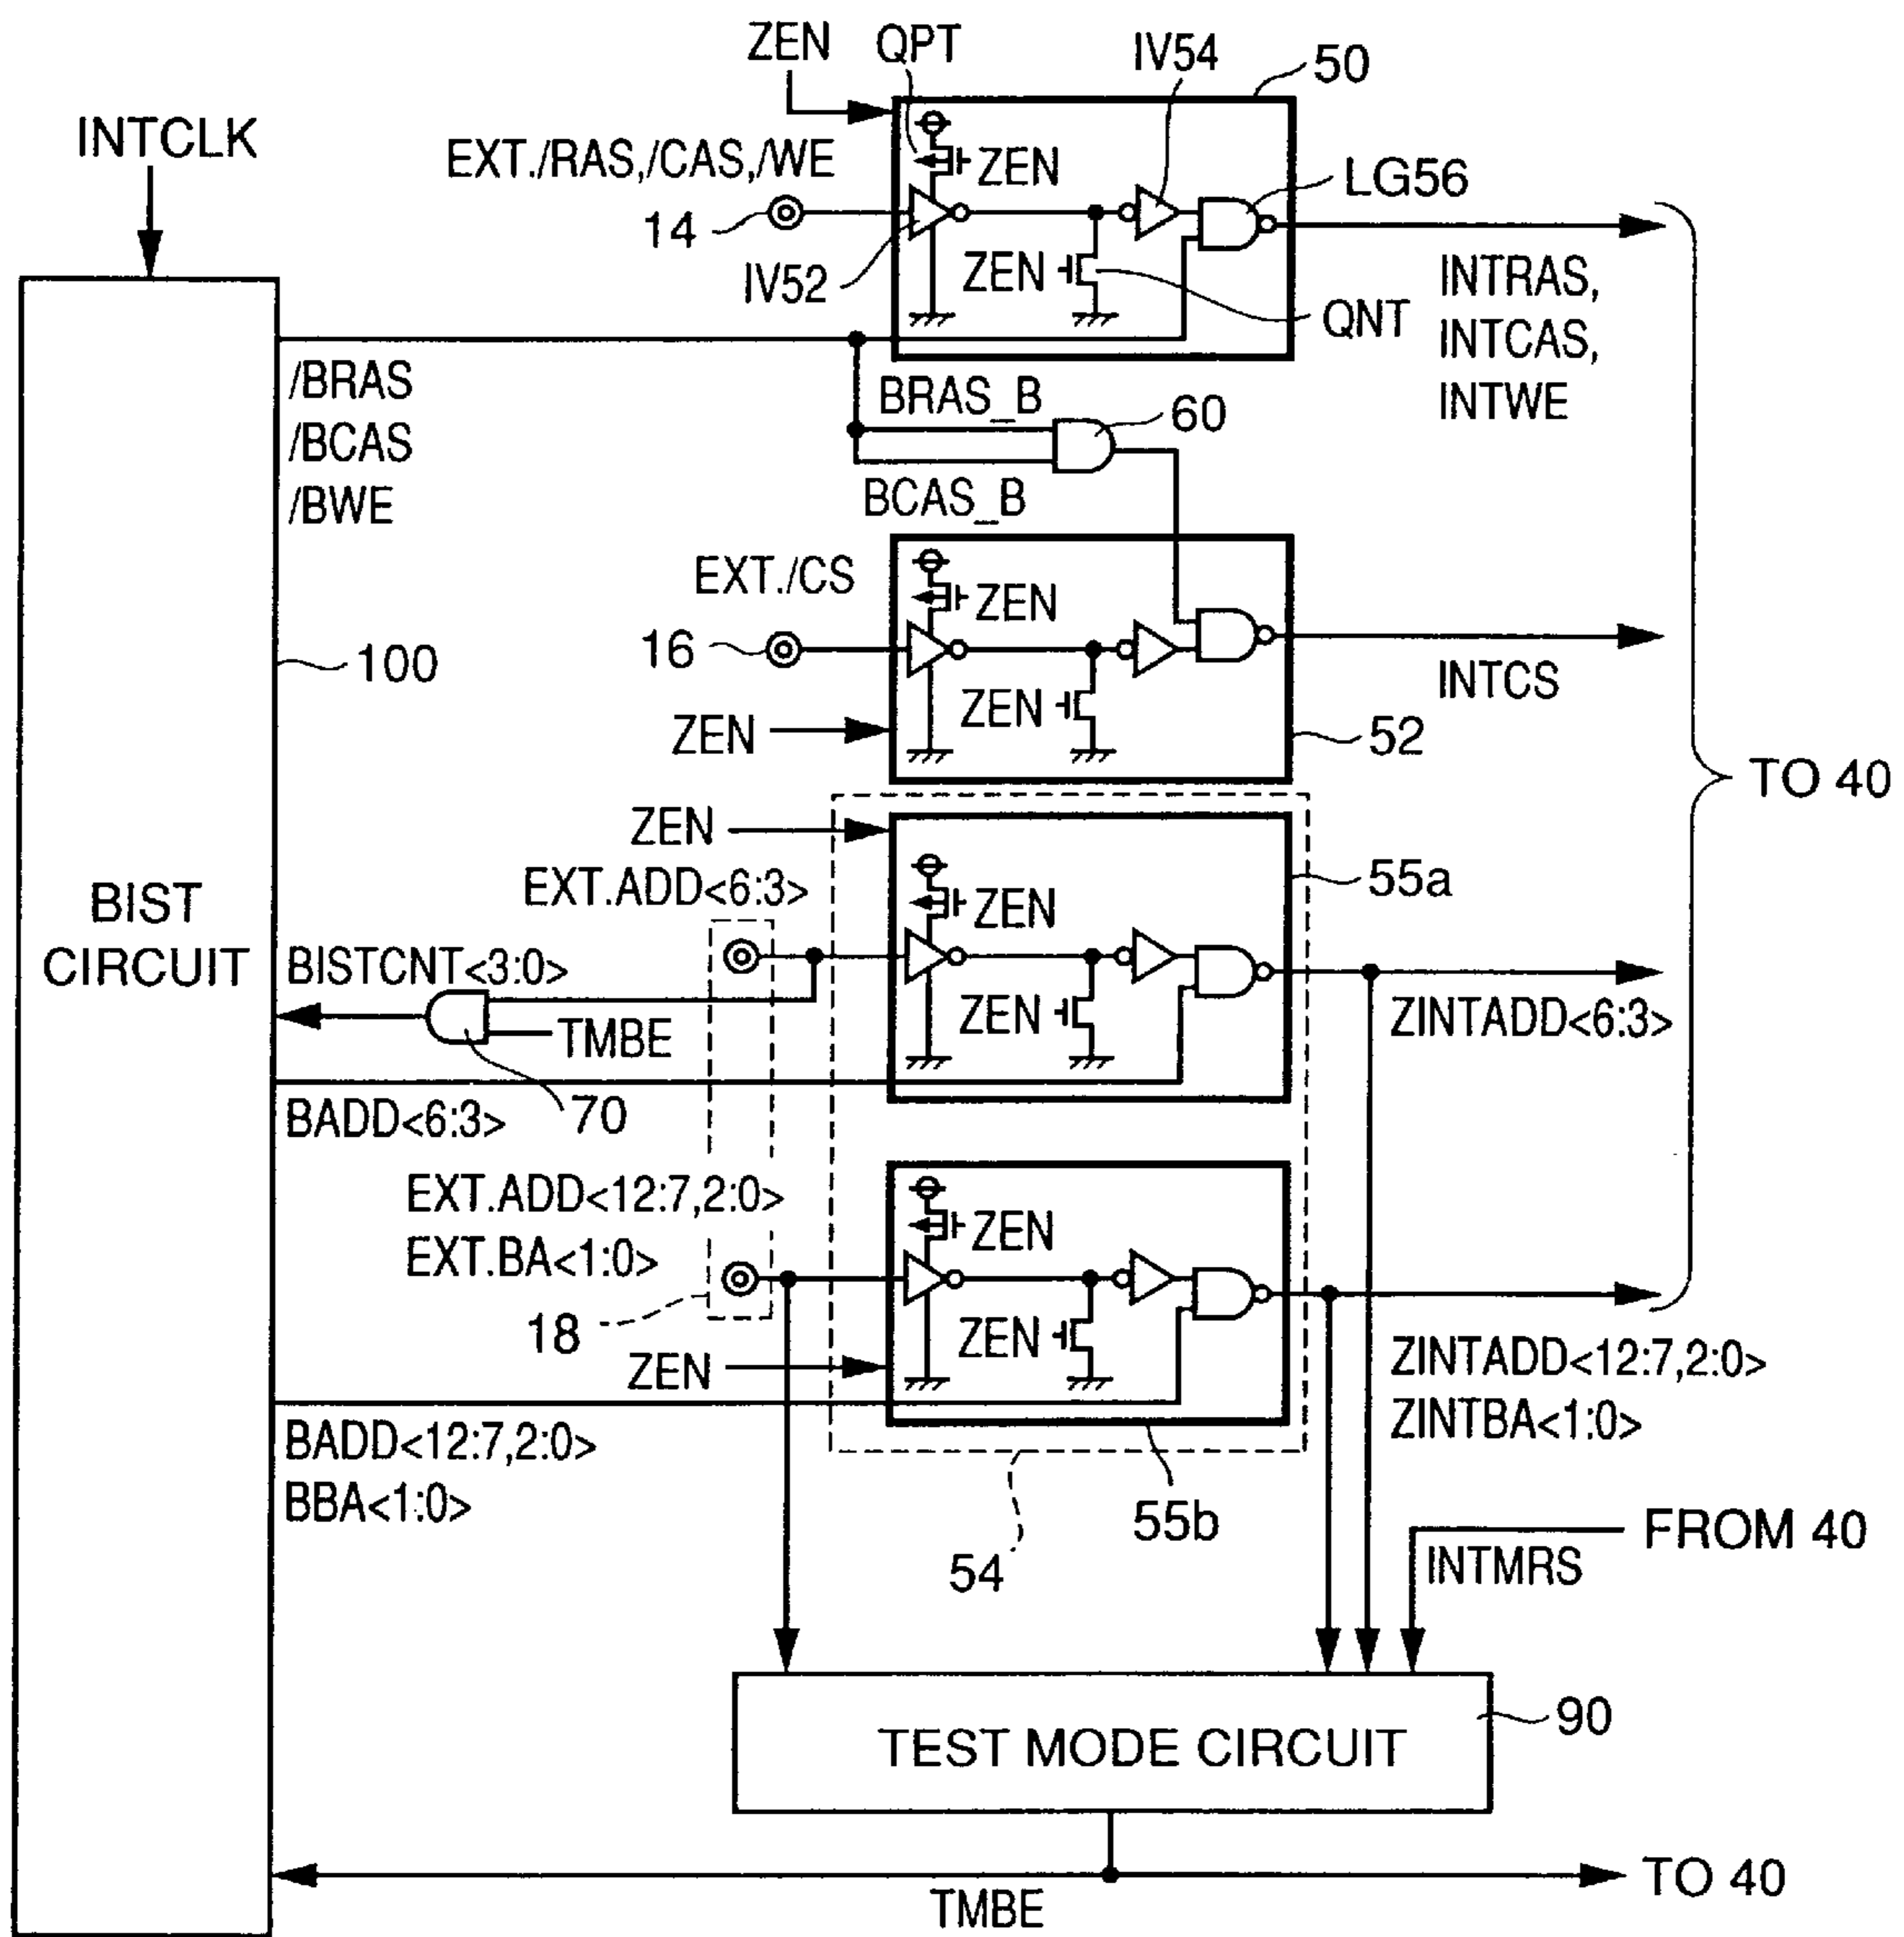 ZEN
QPT
IV54
50
INTCLK
EXT./RAS,/CAS,/WE
ZEN
LG56
14
IV52
ZEN
QNT
INTRAS,
INTCAS,
INTWE
/BRAS
/BCAS
/BWE
BRAS_B
60
BCAS_B
EXT./CS
ZEN
16
100
INTCS
ZEN
ZEN
52
TO 40
ZEN
EXT.ADD<6:3>
ZEN
55a
BIST
CIRCUIT
BISTCNT<3:0>
TMBE
ZEN
ZINTADD<6:3>
BADD<6:3>
70
EXT.ADD<12:7,2:0>
EXT.BA<1:0>
ZEN
18
ZEN
ZEN
ZINTADD<12:7,2:0>
ZINTBA<1:0>
BADD<12:7,2:0>
BBA<1:0>
55b
54
FROM 40
INTMRS
TEST MODE CIRCUIT
90
TMBE
TO 40